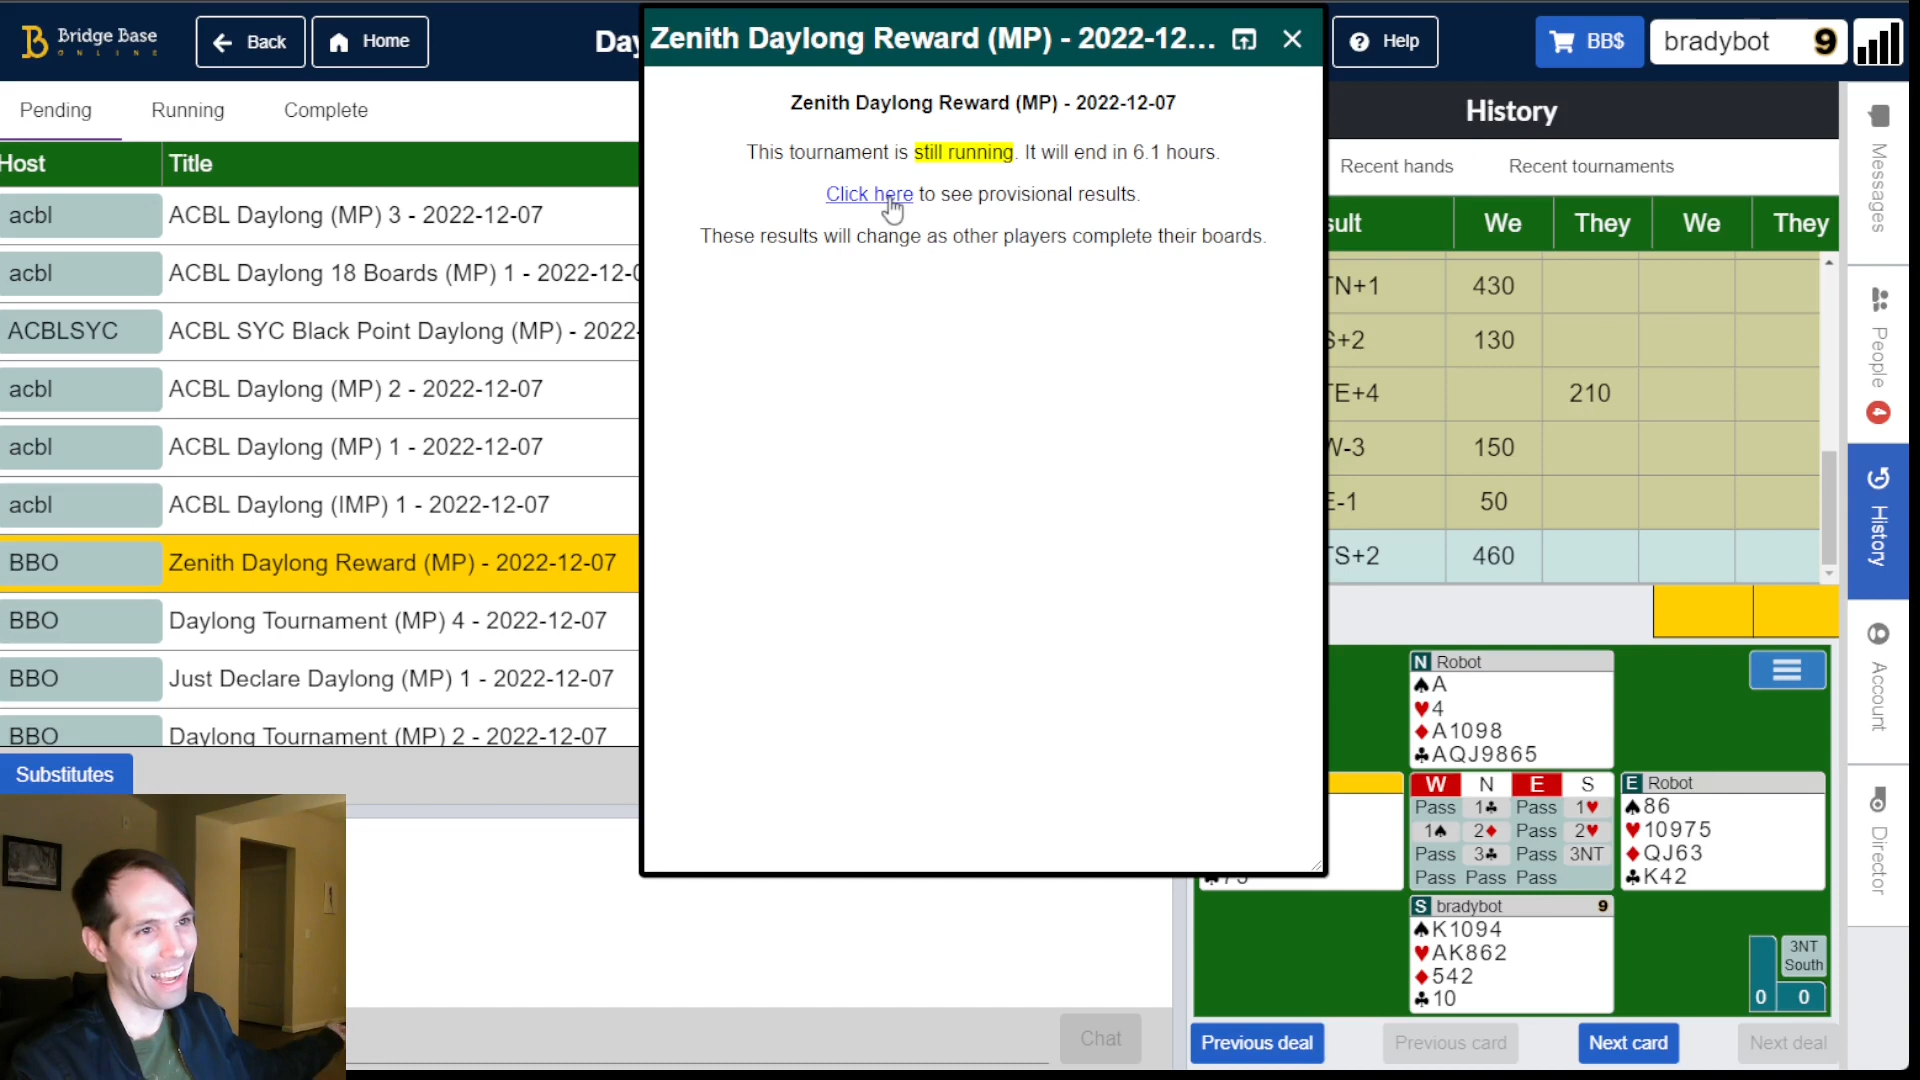 Bridge Base
ONLINE
Back
Home
Day
Zenith Daylong Reward (MP) - 2022-12...
Help
BB$
bradybot 9
Pending
Running
Complete
Host
Title
acbl
ACBL Daylong (MP) 3 - 2022-12-07
acbl
ACBL Daylong 18 Boards (MP) 1 - 2022-12-0
ACBLSYC
ACBL SYC Black Point Daylong (MP) - 2022-
acbl
ACBL Daylong (MP) 2 - 2022-12-07
acbl
ACBL Daylong (MP) 1 - 2022-12-07
acbl
ACBL Daylong (IMP) 1 - 2022-12-07
BBO
Zenith Daylong Reward (MP) - 2022-12-07
BBO
Daylong Tournament (MP) 4 - 2022-12-07
BBO
Just Declare Daylong (MP) 1 - 2022-12-07
BBO
Daylong Tournament (MP) 2 - 2022-12-07
Substitutes
Zenith Daylong Reward (MP) - 2022-12-07
This tournament is still running. It will end in 6.1 hours.
Click here to see provisional results.
These results will change as other players complete their boards.
Chat
History
Recent hands
Recent tournaments
sult We They We They
TN+1 430
S+2 130
TE+4 210
W-3 150
E-1 50
TS+2 460
N Robot
♠A
♥4
♦A1098
♣AQJ9865
W N E S
Pass 1♣ Pass 1♥
1♠ 2♦ Pass 2♥
Pass 3♣ Pass 3NT
Pass Pass Pass
E Robot
♠86
♥10975
♦QJ63
♣K42
S bradybot 9
♠K1094
♥AK862
♦542
♣10
3NT
South
0 0
Previous deal
Previous card
Next card
Next deal
Messages
People 4
History
Account
Director